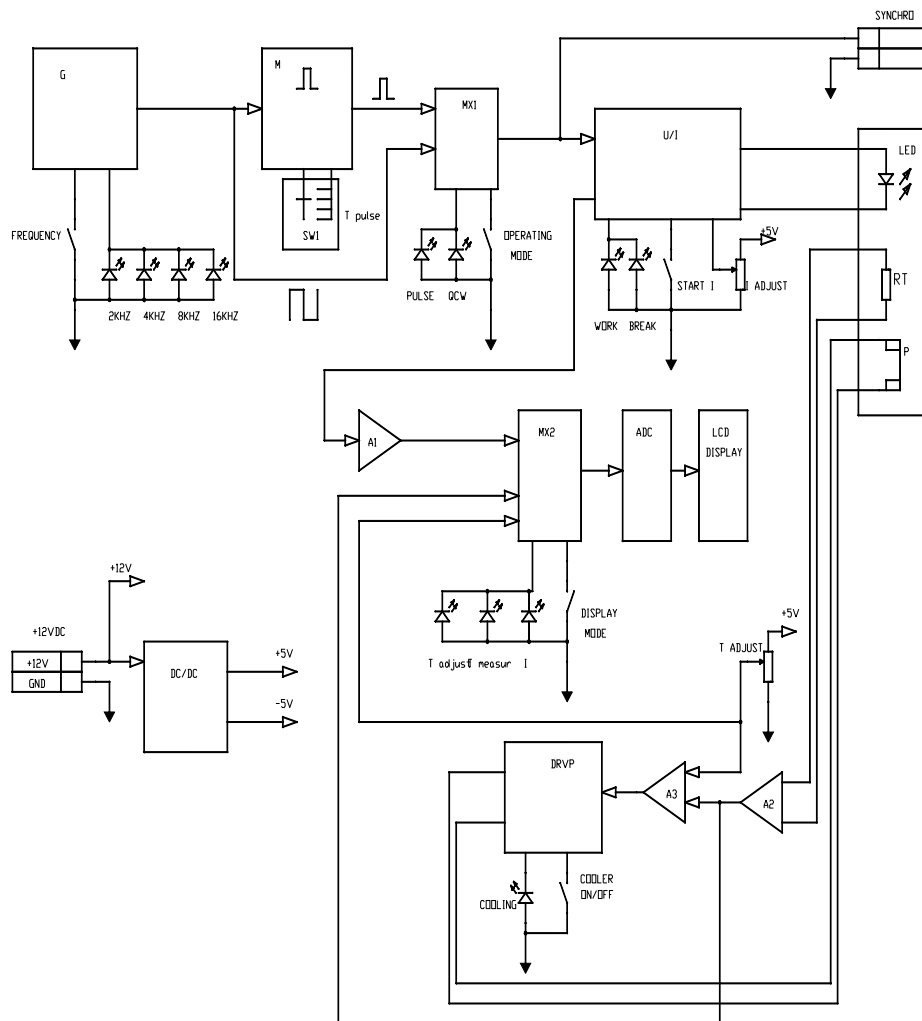 SYNCHRO
G
M
MX1
U/I
LED
T pulse
SW1
FREQUENCY
OPERATING
MODE
+5V
2KHZ 4KHZ 8KHZ 16KHZ
PULSE QCW
START I
I ADJUST
RT
WORK BREAK
P
A1
MX2
ADC
LCD
DISPLAY
+12V
DISPLAY
MODE
+5V
+12VDC
+12V
GND
DC/DC
+5V
-5V
T adjust
measur I
T ADJUST
DRVP
A3
A2
COOLING
COOLER
ON/OFF